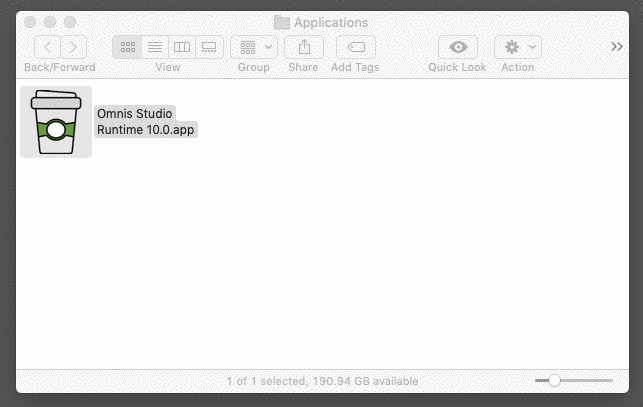 Applications
Back/Forward View Group Share Add Tags Quick Look Action
Omnis Studio
Runtime 10.0.app
1 of 1 selected, 190.94 GB available